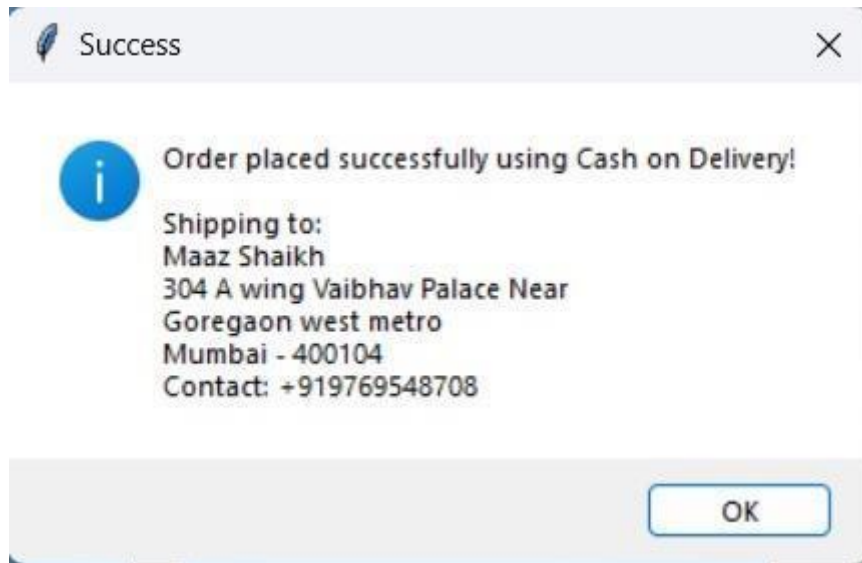 Success
Order placed successfully using Cash on Delivery!
Shipping to:
Maaz Shaikh
304 A wing Vaibhav Palace Near
Goregaon west metro
Mumbai - 400104
Contact: +919769548708
OK